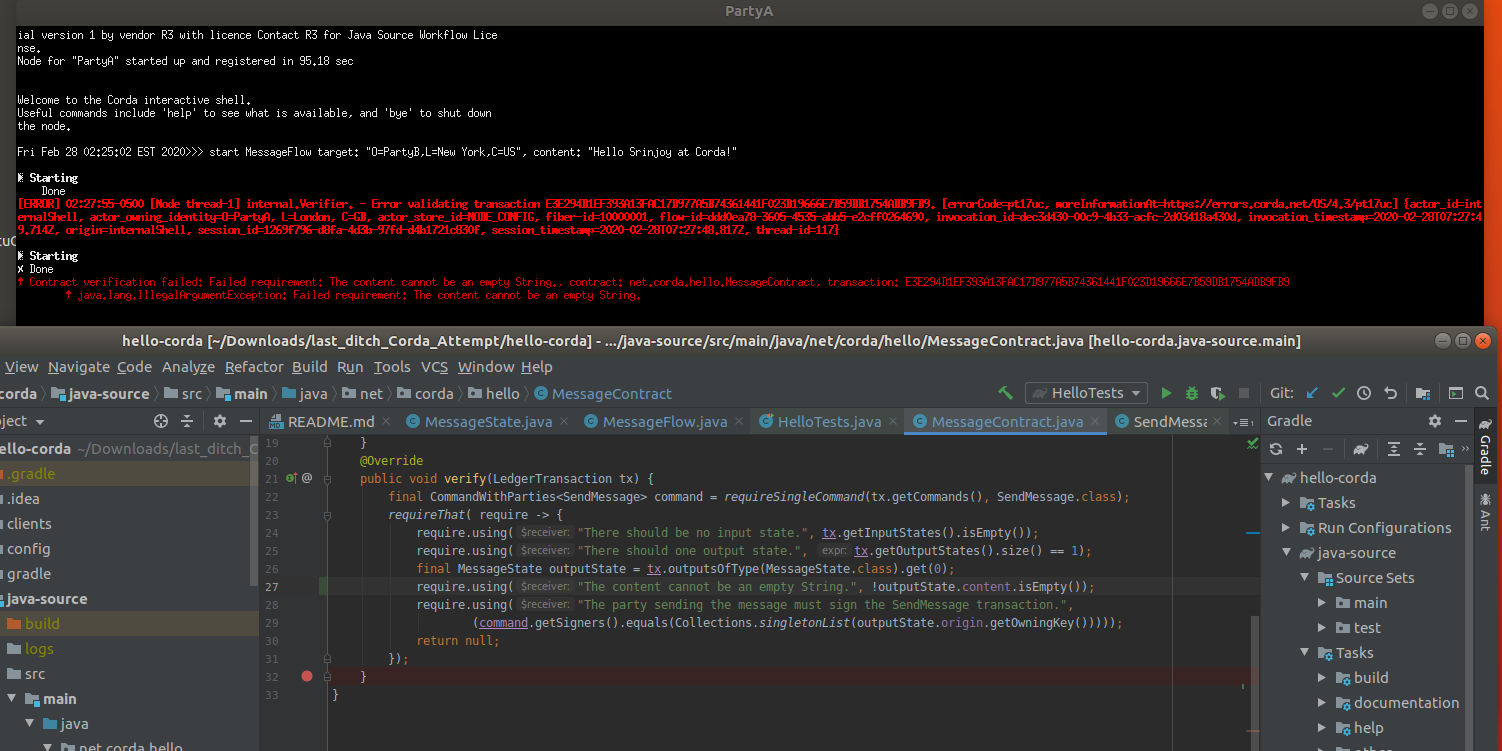 PartyA
ial version 1 by vendor R3 with licence Contact R3 for Java Source Workflow Lice
nse.
Node for "PartyA" started up and registered in 95.18 sec
Welcome to the Corda interactive shell.
Useful commands include 'help' to see what is available, and 'bye' to shut down
the node.
Fri Feb 28 02:25:02 EST 2020>>> start MessageFlow target: "O=PartyB,L=New York,C=US", content: "Hello Srinjoy at Corda!"
Starting
Done
[ERROR] 02:27:55-0500 [Node thread-1] internal.Verifier. - Error validating transaction E3E294D1EF393A13FAC17D977A5B74361441F023D19666E7B59DB1754ADB9FB9. [errorCode=pt17uc, moreInformationAt=https://errors.corda.net/OS/4.3/pt17uc] {actor_id=int
ernalShell, actor_owning_identity=O=PartyA, L=London, C=GB, actor_store_id=NODE_CONFIG, fiber-id=10000001, flow-id=ddd0ea78-3605-4535-ahb5-e2cff0264690, invocation_id=dec3d430-00c9-4b33-acfc-2d03418a430d, invocation_timestamp=2020-02-28T07:27:4
9.714Z, origin=internalShell, session_id=1269f796-d8fa-4d3b-97fd-d4b1721c830f, session_timestamp=2020-02-28T07:27:48.817Z, thread-id=117}
Starting
✗ Done
Contract verification failed: Failed requirement: The content cannot be an empty String., contract: net.corda.hello.MessageContract, transaction: E3E294D1EF393A13FAC17D977A5B74361441F023D19666E7B59DB1754ADB9FB9
java.lang.IllegalArgumentException: Failed requirement: The content cannot be an empty String.
hello-corda [~/Downloads/last_ditch_Corda_Attempt/hello-corda] - .../java-source/src/main/java/net/corda/hello/MessageContract.java [hello-corda.java-source.main]
View Navigate Code Analyze Refactor Build Run Tools VCS Window Help
corda java-source src main java net corda hello MessageContract HelloTests Git:
oject README.md MessageState.java MessageFlow.java HelloTests.java MessageContract.java SendMessa Gradle
ello-corda ~/Downloads/last_ditch_C
.gradle
.idea
clients
config
gradle
java-source
build
logs
src
main
java
net.corda.hello
19 }
20 @Override
21 @ public void verify(LedgerTransaction tx) {
22 final CommandWithParties<SendMessage> command = requireSingleCommand(tx.getCommands(), SendMessage.class);
23 requireThat( require -> {
24 require.using( $receiver: "There should be no input state.", tx.getInputStates().isEmpty());
25 require.using( $receiver: "There should one output state.", expr: tx.getOutputStates().size() == 1);
26 final MessageState outputState = tx.outputsOfType(MessageState.class).get(0);
27 require.using( $receiver: "The content cannot be an empty String.", !outputState.content.isEmpty());
28 require.using( $receiver: "The party sending the message must sign the SendMessage transaction.",
29 (command.getSigners().equals(Collections.singletonList(outputState.origin.getOwningKey()))));
30 return null;
31 });
32 }
33 }
hello-corda
Tasks
Run Configurations
java-source
Source Sets
main
test
Tasks
build
documentation
help
other
Gradle
Ant